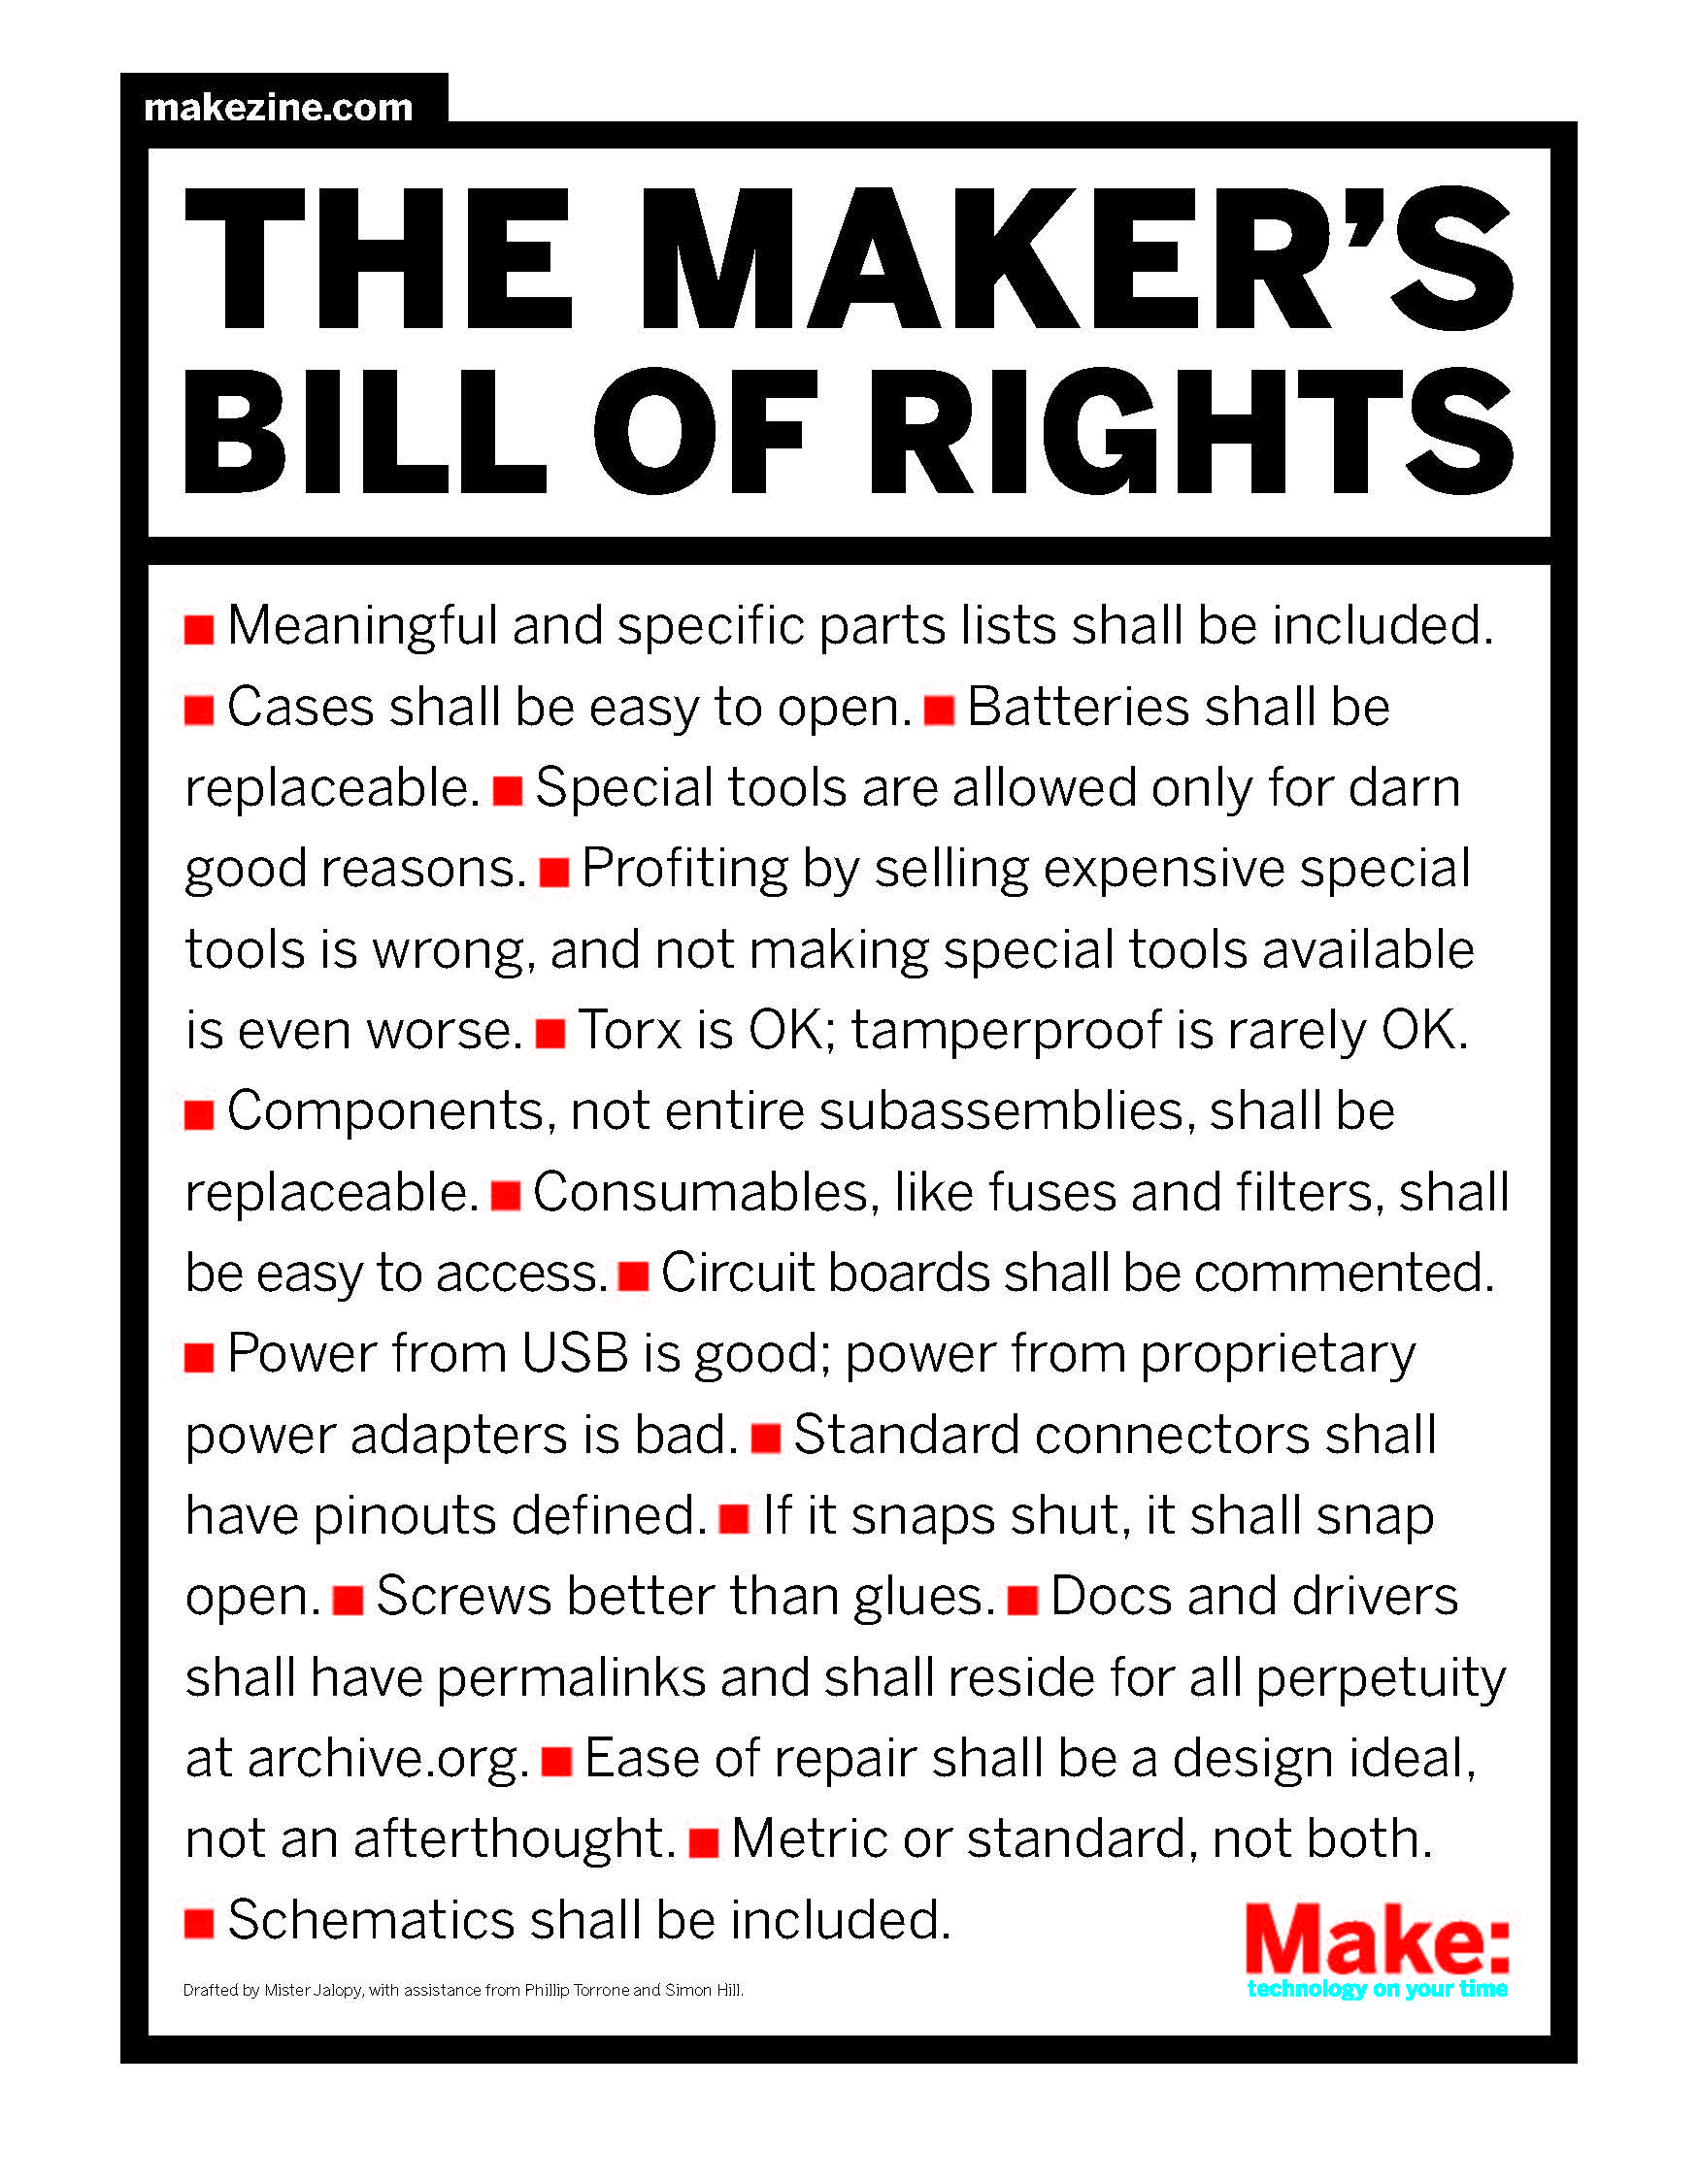 makezine.com
THE MAKER’S
BILL OF RIGHTS
■ Meaningful and specific parts lists shall be included.
■ Cases shall be easy to open. ■ Batteries shall be
replaceable. ■ Special tools are allowed only for darn
good reasons. ■ Profiting by selling expensive special
tools is wrong, and not making special tools available
is even worse. ■ Torx is OK; tamperproof is rarely OK.
■ Components, not entire subassemblies, shall be
replaceable. ■ Consumables, like fuses and filters, shall
be easy to access. ■ Circuit boards shall be commented.
■ Power from USB is good; power from proprietary
power adapters is bad. ■ Standard connectors shall
have pinouts defined. ■ If it snaps shut, it shall snap
open. ■ Screws better than glues. ■ Docs and drivers
shall have permalinks and shall reside for all perpetuity
at archive.org. ■ Ease of repair shall be a design ideal,
not an afterthought. ■ Metric or standard, not both.
■ Schematics shall be included.
Drafted by Mister Jalopy, with assistance from Phillip Torrone and Simon Hill.
Make:
technology on your time